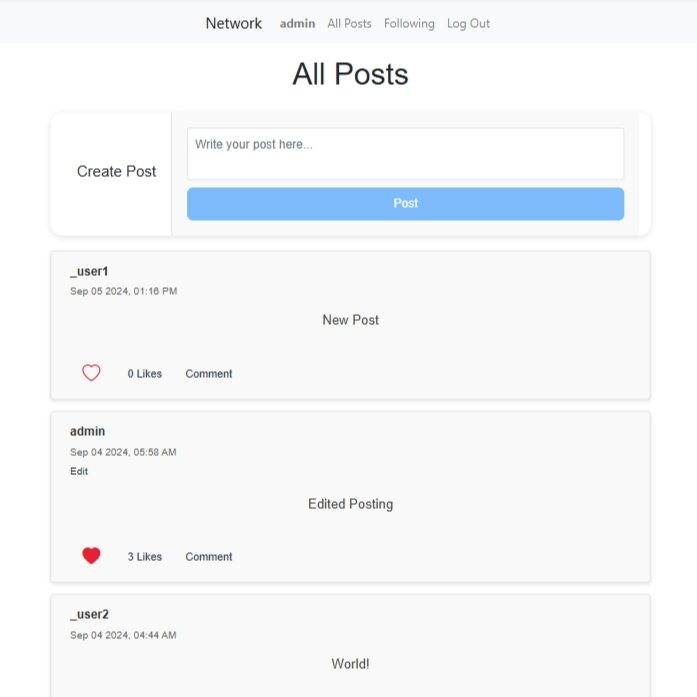 Network admin All Posts Following Log Out
All Posts
Create Post
Write your post here...
Post
_user1
Sep 05 2024, 01:16 PM
New Post
0 Likes Comment
admin
Sep 04 2024, 05:58 AM
Edit
Edited Posting
3 Likes Comment
_user2
Sep 04 2024, 04:44 AM
World!